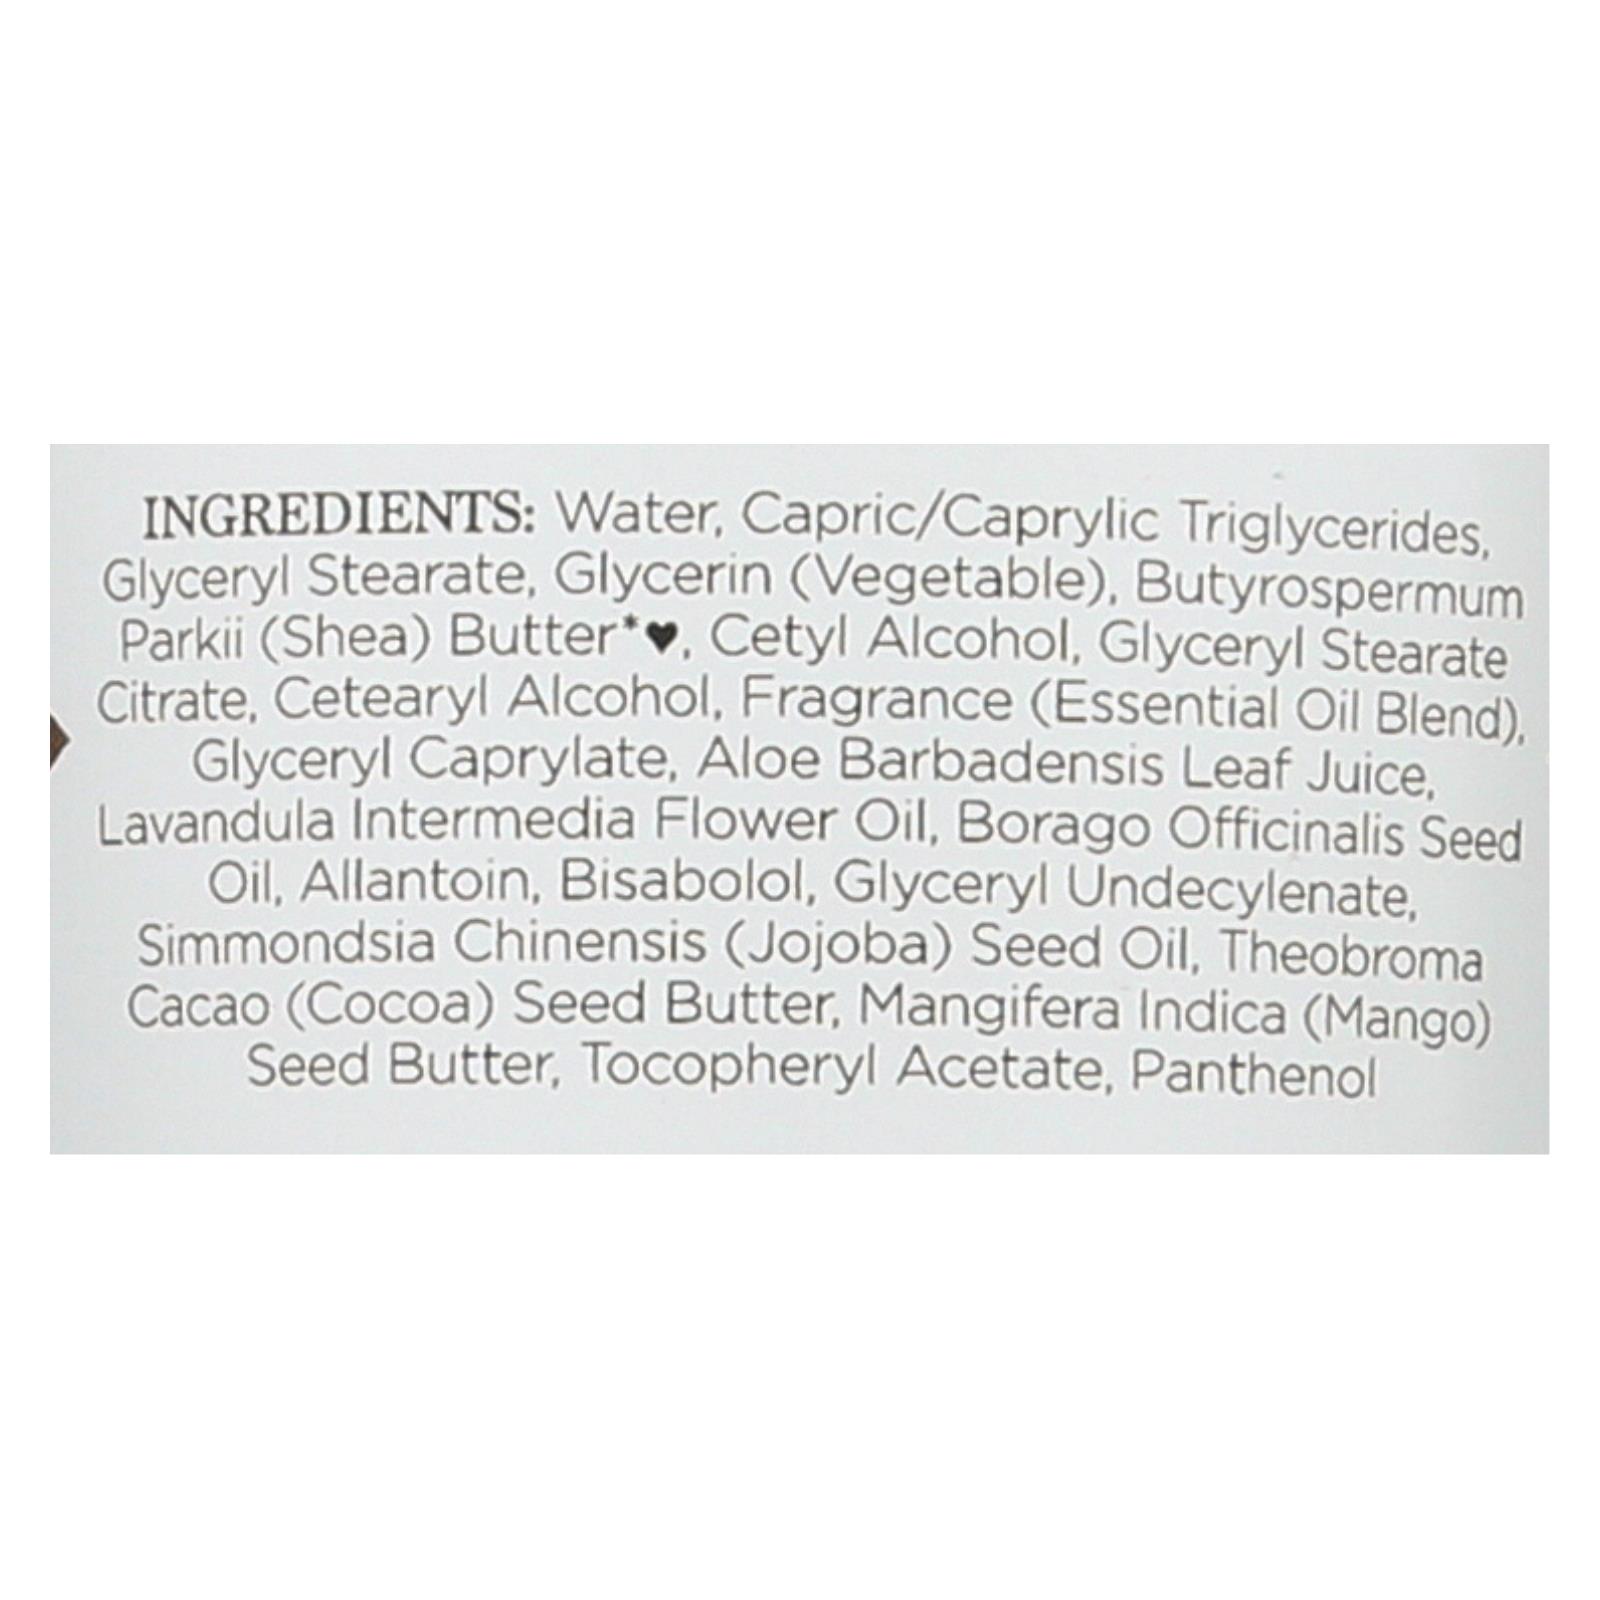 INGREDIENTS: Water, Capric/Caprylic Triglycerides,
Glyceryl Stearate, Glycerin (Vegetable), Butyrospermum
Parkii (Shea) Butter*♥, Cetyl Alcohol, Glyceryl Stearate
Citrate, Cetearyl Alcohol, Fragrance (Essential Oil Blend),
Glyceryl Caprylate, Aloe Barbadensis Leaf Juice,
Lavandula Intermedia Flower Oil, Borago Officinalis Seed
Oil, Allantoin, Bisabolol, Glyceryl Undecylenate,
Simmondsia Chinensis (Jojoba) Seed Oil, Theobroma
Cacao (Cocoa) Seed Butter, Mangifera Indica (Mango)
Seed Butter, Tocopheryl Acetate, Panthenol